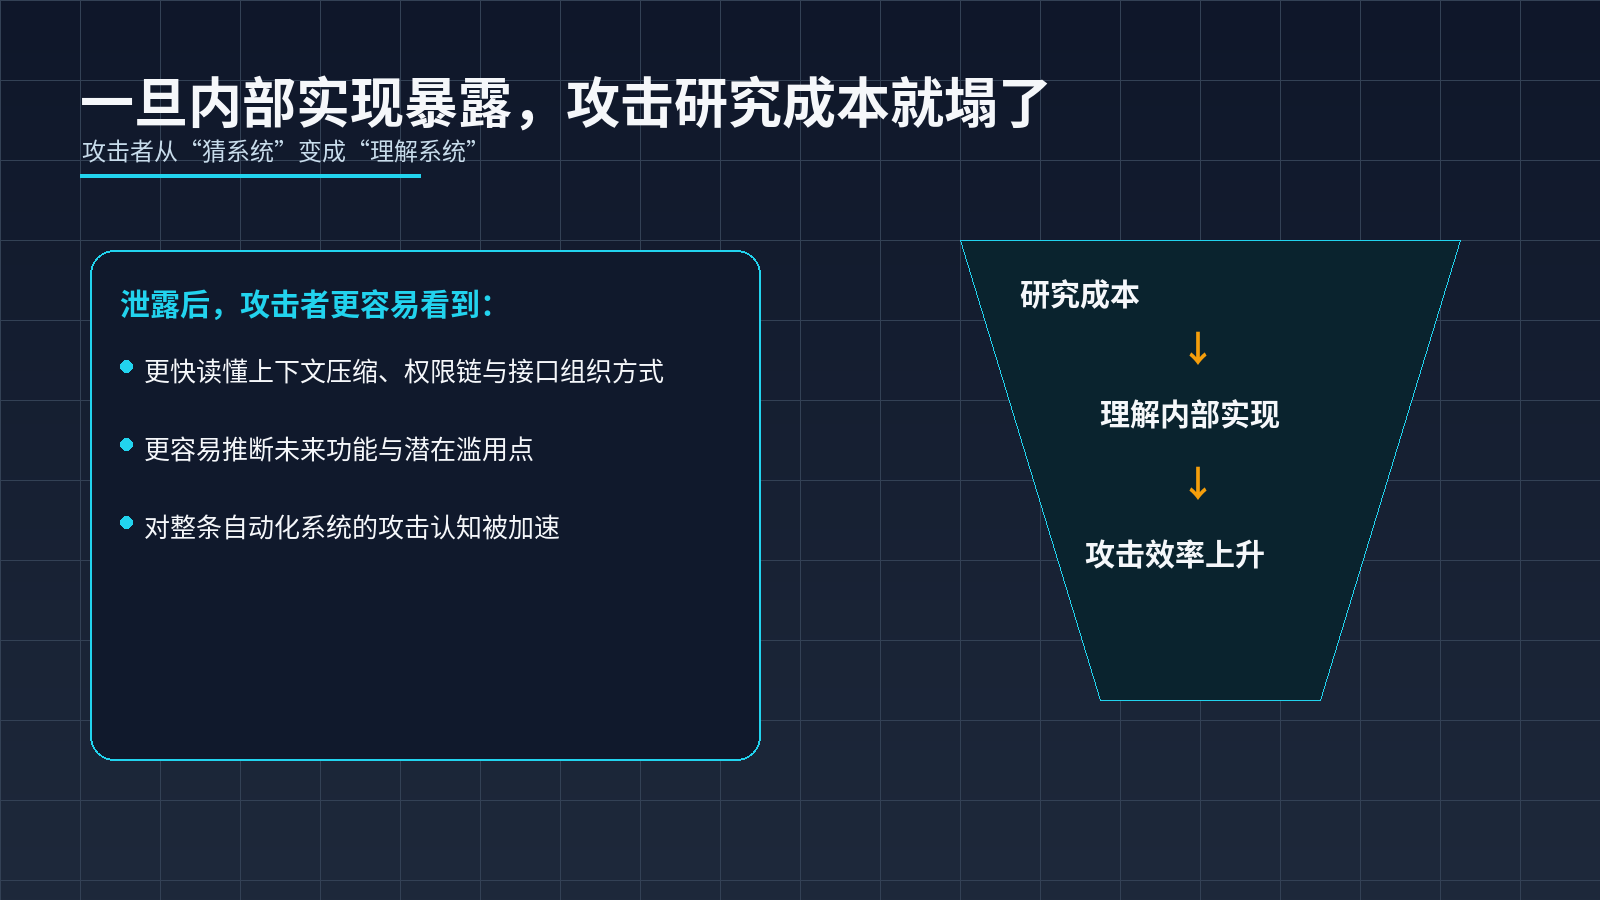 一旦内部实现暴露，攻击研究成本就塌了
攻击者从“猜系统”变成“理解系统”
泄露后，攻击者更容易看到：
更快读懂上下文压缩、权限链与接口组织方式
更容易推断未来功能与潜在滥用点
对整条自动化系统的攻击认知被加速
研究成本
↓
理解内部实现
↓
攻击效率上升